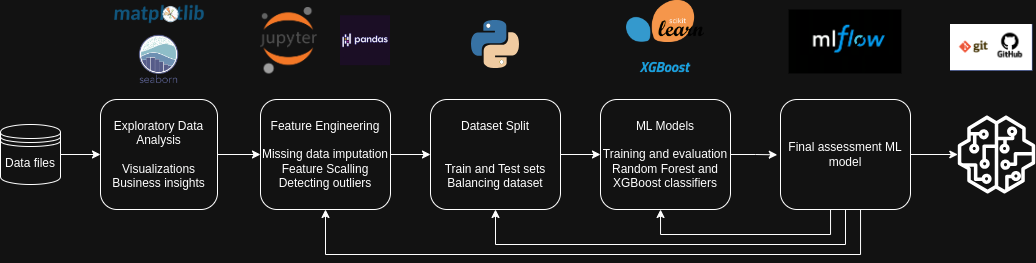 matplotlib
seaborn
jupyter
pandas
scikit
learn
XGBoost
mlflow
git
GitHub
Data files
Exploratory Data
Analysis
Visualizations
Business insights
Feature Engineering
Missing data imputation
Feature Scalling
Detecting outliers
Dataset Split
Train and Test sets
Balancing dataset
ML Models
Training and evaluation
Random Forest and
XGBoost classifiers
Final assessment ML
model